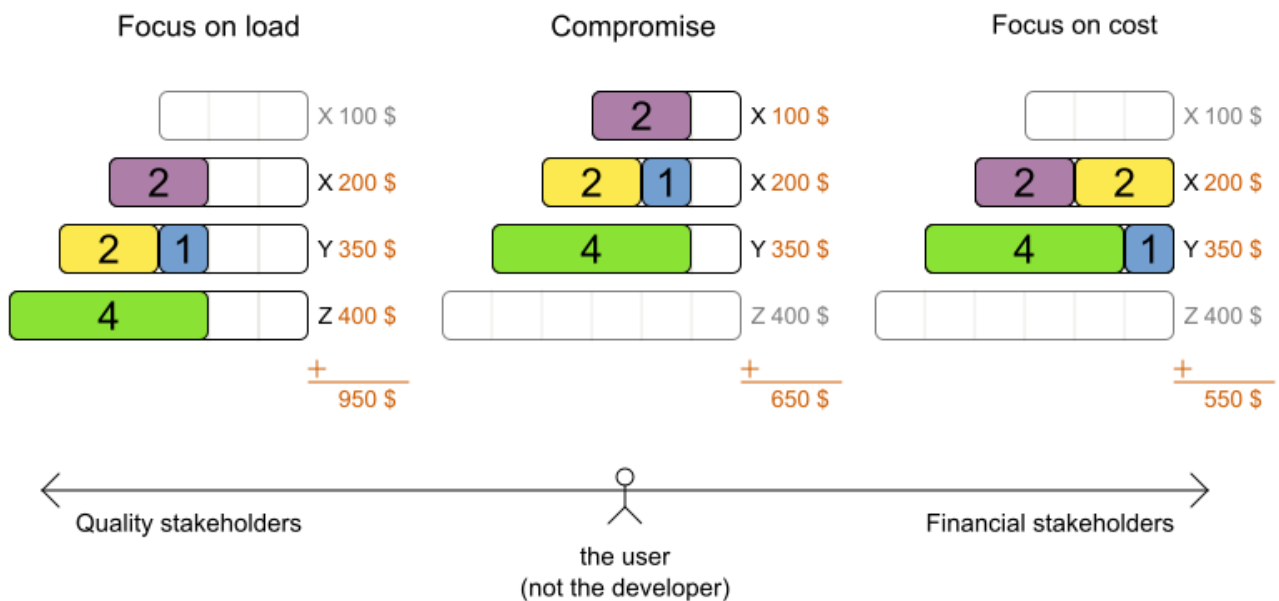 Focus on load
Compromise
Focus on cost
X 100 $
2 X 100 $
X 100 $
2 X 200 $
2 1 X 200 $
2 2 X 200 $
2 1 Y 350 $
4 Y 350 $
4 1 Y 350 $
4 Z 400 $
Z 400 $
Z 400 $
+
950 $
+
650 $
+
550 $
Quality stakeholders
Financial stakeholders
the user
(not the developer)